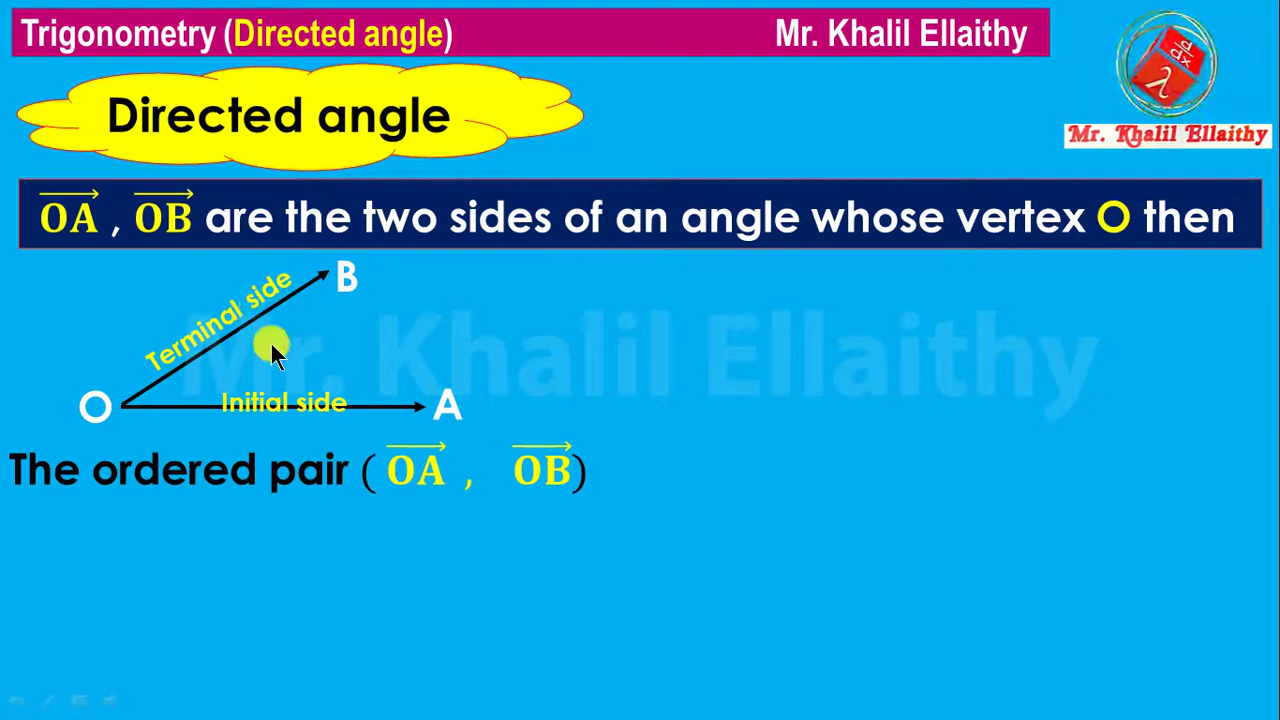 Trigonometry (Directed angle) Mr. Khalil Ellaithy
d
dx
λ
Mr. Khalil Ellaithy
Directed angle
OA , OB are the two sides of an angle whose vertex O then
B
Terminal side
Mr. Khalil Ellaithy
O Initial side A
The ordered pair ( OA , OB)